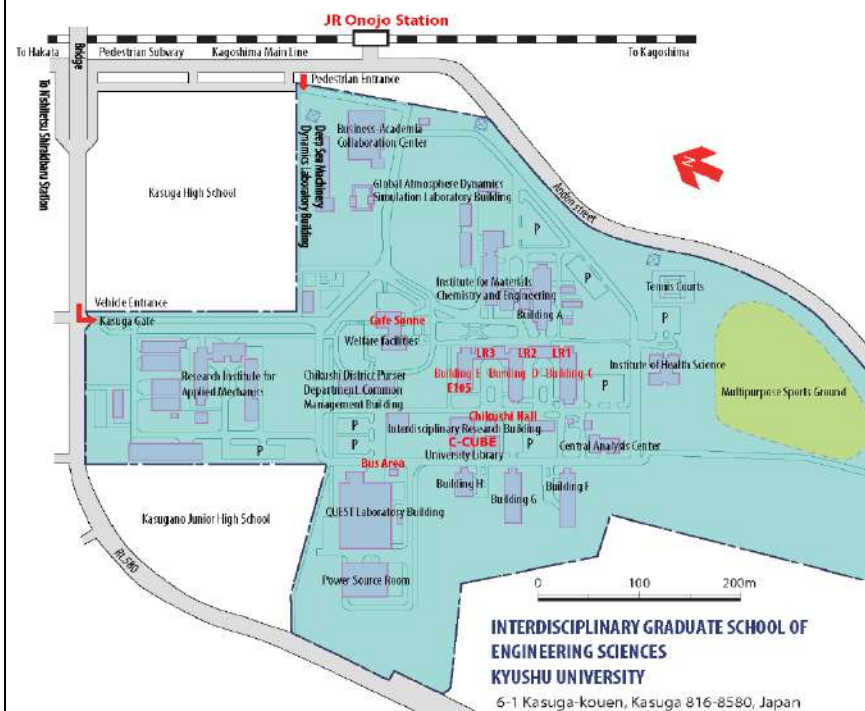 JR Onojo Station
To Hakata
Bridge
Pedestrian Subway
Kagoshima Main Line
To Kagoshima
To Nishitetsu Shirakibaru Station
Pedestrian Entrance
Deep Sea Machinery
Dynamics Laboratory Building
Business-Academia
Collaboration Center
Kasuga High School
Global Atmosphere Dynamics
Simulation Laboratory Building
N
Andon street
P
P
Institute for Materials
Chemistry and Engineering
Tennis Courts
Vehicle Entrance
Kasuga Gate
Cafe Sonne
Welfare Facilities
Building A
P
LR3
LR2
LR1
Research Institute for
Applied Mechanics
Chikushi District Purser
Department Common
Management Building
Building E
Building D
Building C
E105
P
Institute of Health Science
Multipurpose Sports Ground
Chikushi Hall
Interdisciplinary Research Building
C-CUBE
University Library
P
P
P
P
Central Analysis Center
Bus Area
Building H
Building G
Building F
Kasugano Junior High School
QUEST Laboratory Building
Rt.580
Power Source Room
0
100
200m
INTERDISCIPLINARY GRADUATE SCHOOL OF
ENGINEERING SCIENCES
KYUSHU UNIVERSITY
6-1 Kasuga-kouen, Kasuga 816-8580, Japan